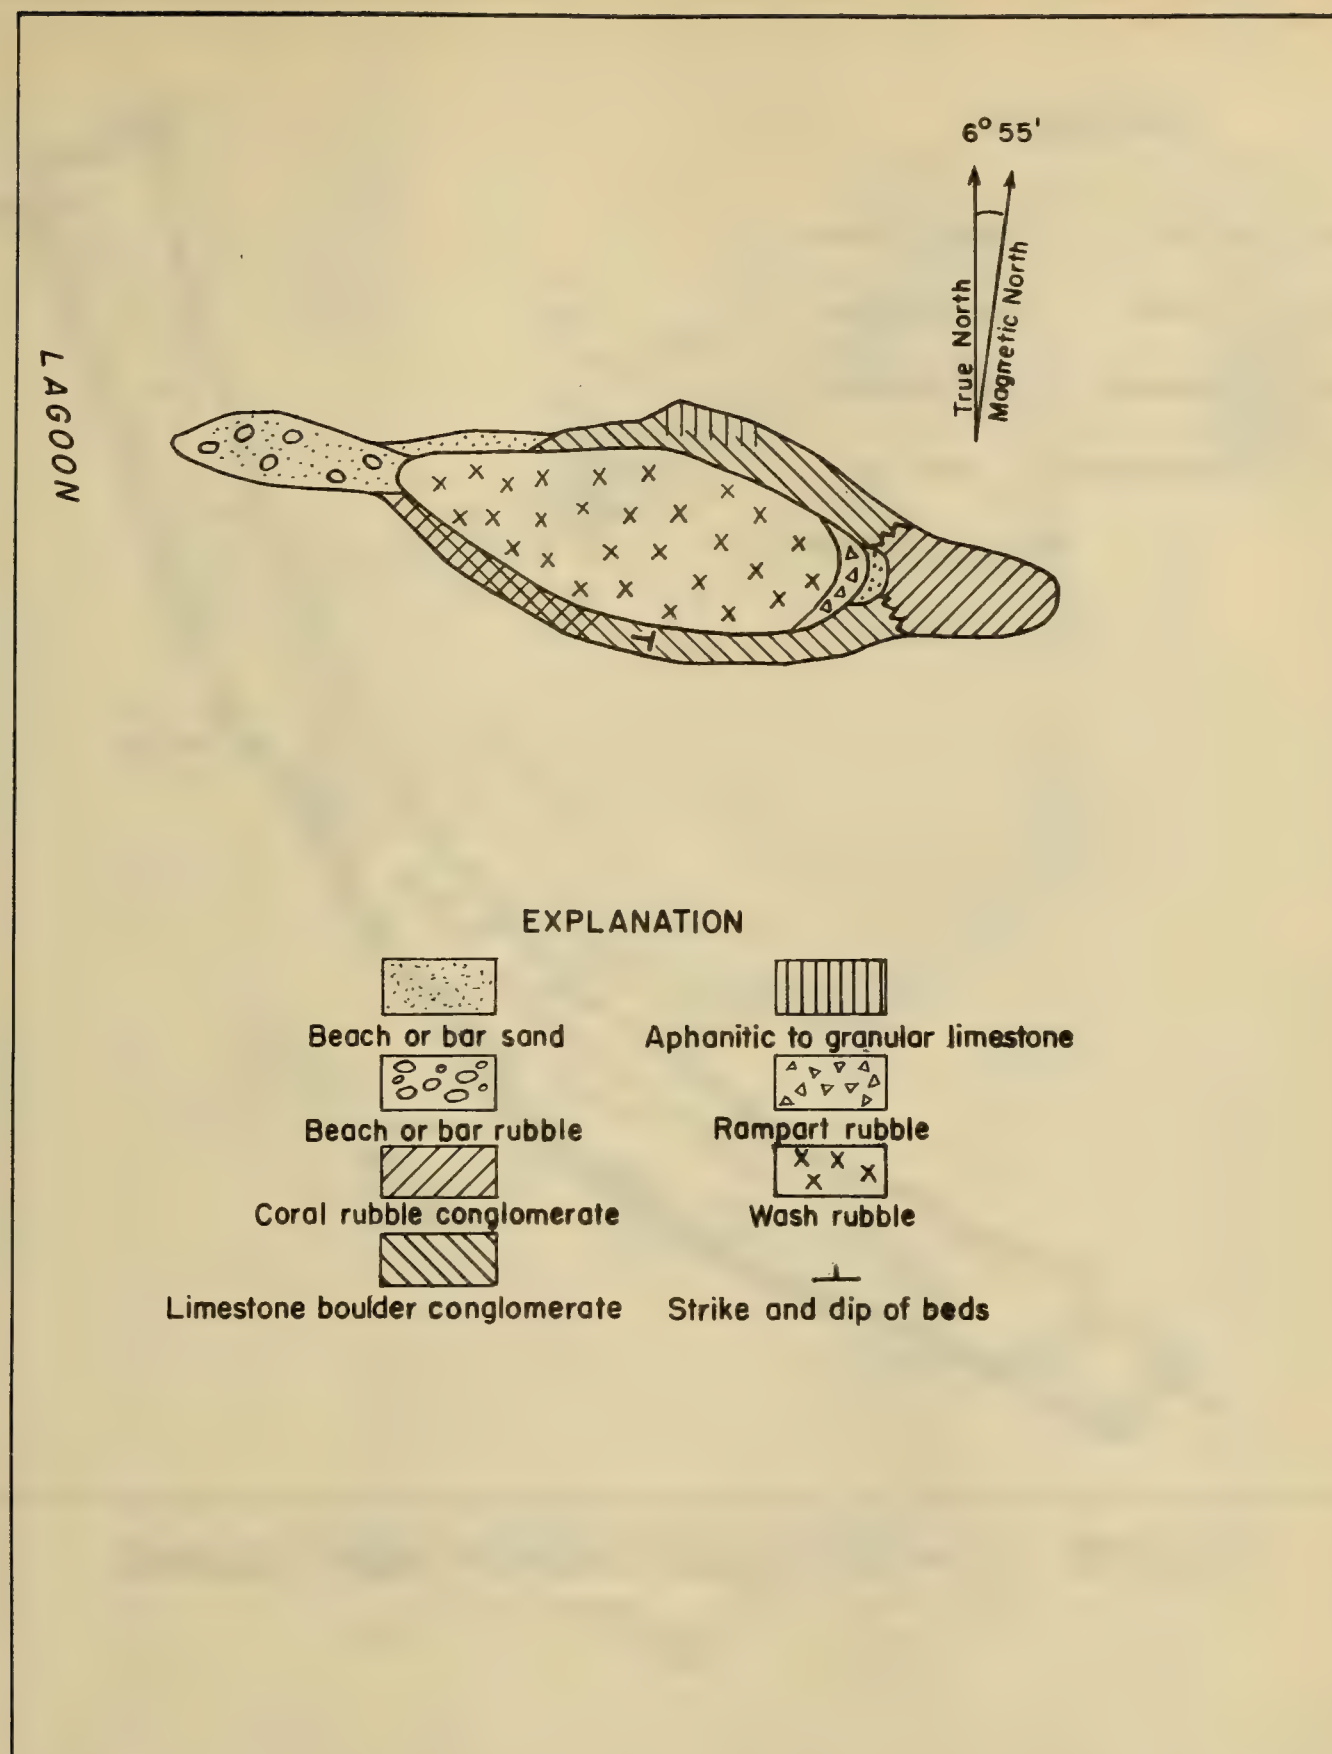 6° 55'
True North
Magnetic North
LAGOON
EXPLANATION
Beach or bar sand
Aphanitic to granular limestone
Beach or bar rubble
Rampart rubble
Coral rubble conglomerate
Wash rubble
Limestone boulder conglomerate
Strike and dip of beds